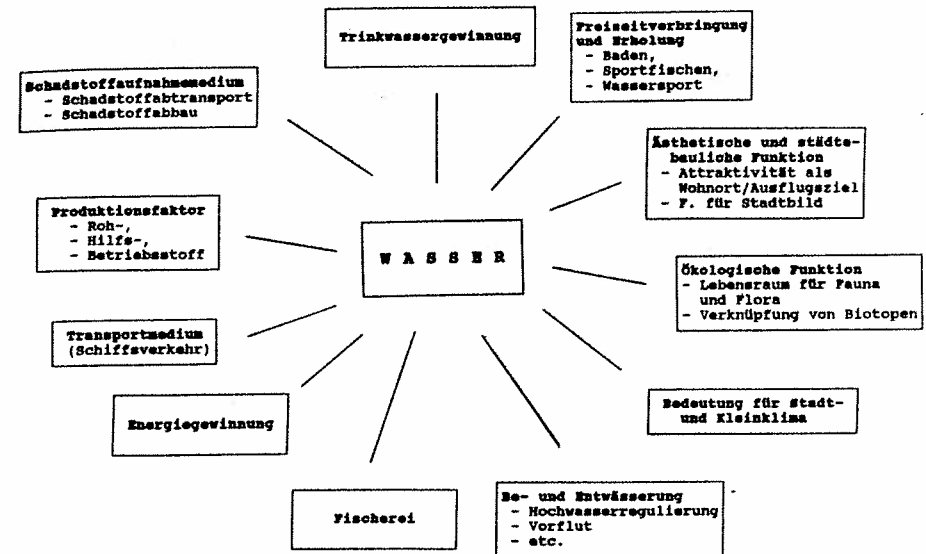 Trinkwassergewinnung
Freizeitverbringung
und Erholung
- Baden,
- Sportfischen,
- Wassersport
Schadstoffaufnahmemedium
- Schadstoffabtransport
- Schadstoffabbau
Ästhetische und städte-
bauliche Funktion
- Attraktivität als
Wohnort/Ausflugsziel
- F. für Stadtbild
Produktionsfaktor
- Roh-,
- Hilfs-,
- Betriebsstoff
W A S S E R
Ökologische Funktion
- Lebensraum für Fauna
und Flora
- Verknüpfung von Biotopen
Transportmedium
(Schiffsverkehr)
Energiegewinnung
Bedeutung für Stadt-
und Kleinklima
Fischerei
Be- und Entwässerung
- Hochwasserregulierung
- Vorflut
- etc.